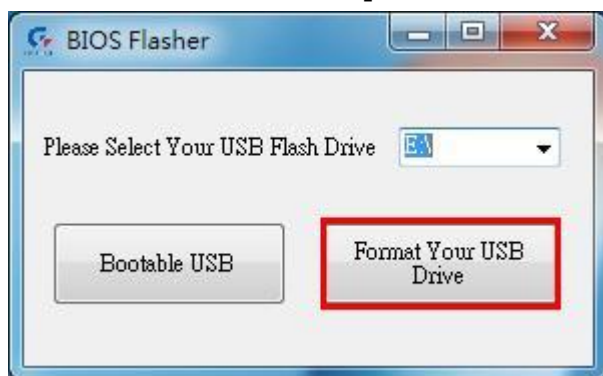 BIOS Flasher
Please Select Your USB Flash Drive E:\
Bootable USB
Format Your USB
Drive